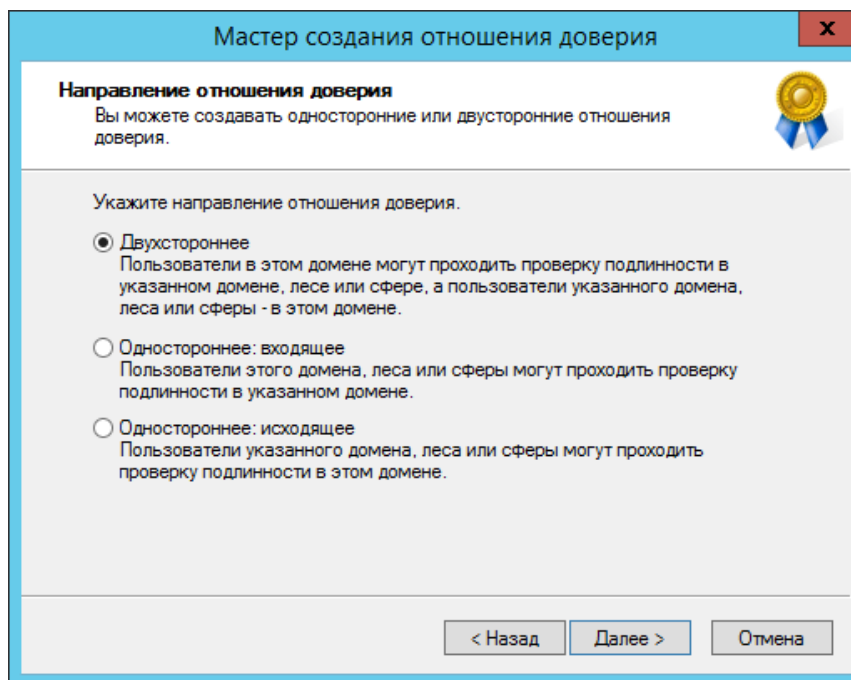 Мастер создания отношения доверия
x
Направление отношения доверия
Вы можете создавать односторонние или двусторонние отношения
доверия.
Укажите направление отношения доверия.
Двухстороннее
Пользователи в этом домене могут проходить проверку подлинности в
указанном домене, лесе или сфере, а пользователи указанного домена,
леса или сферы - в этом домене.
Одностороннее: входящее
Пользователи этого домена, леса или сферы могут проходить проверку
подлинности в указанном домене.
Одностороннее: исходящее
Пользователи указанного домена, леса или сферы могут проходить
проверку подлинности в этом домене.
< Назад
Далее >
Отмена